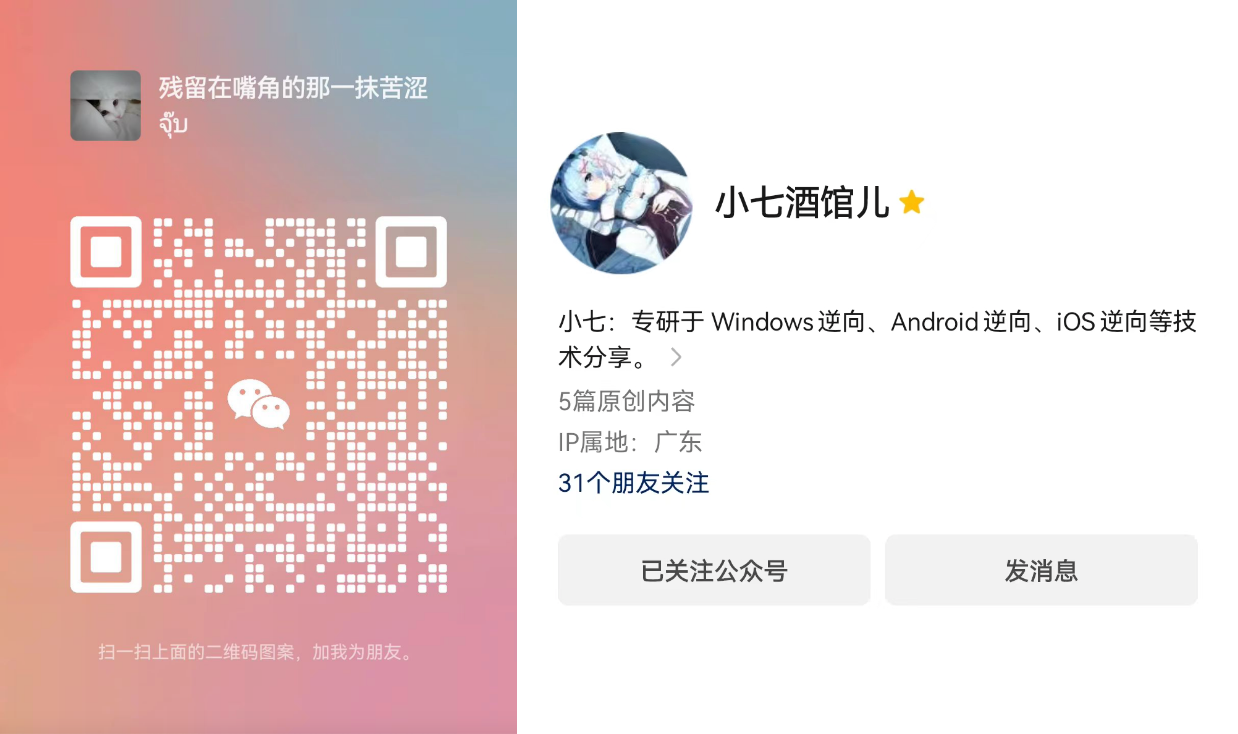 残留在嘴角的那一抹苦涩
จุ๊บ
扫一扫上面的二维码图案，加我为朋友。
小七酒馆儿
小七：专研于 Windows逆向、Android逆向、iOS逆向等技
术分享。
5篇原创内容
IP属地：广东
31个朋友关注
已关注公众号
发消息